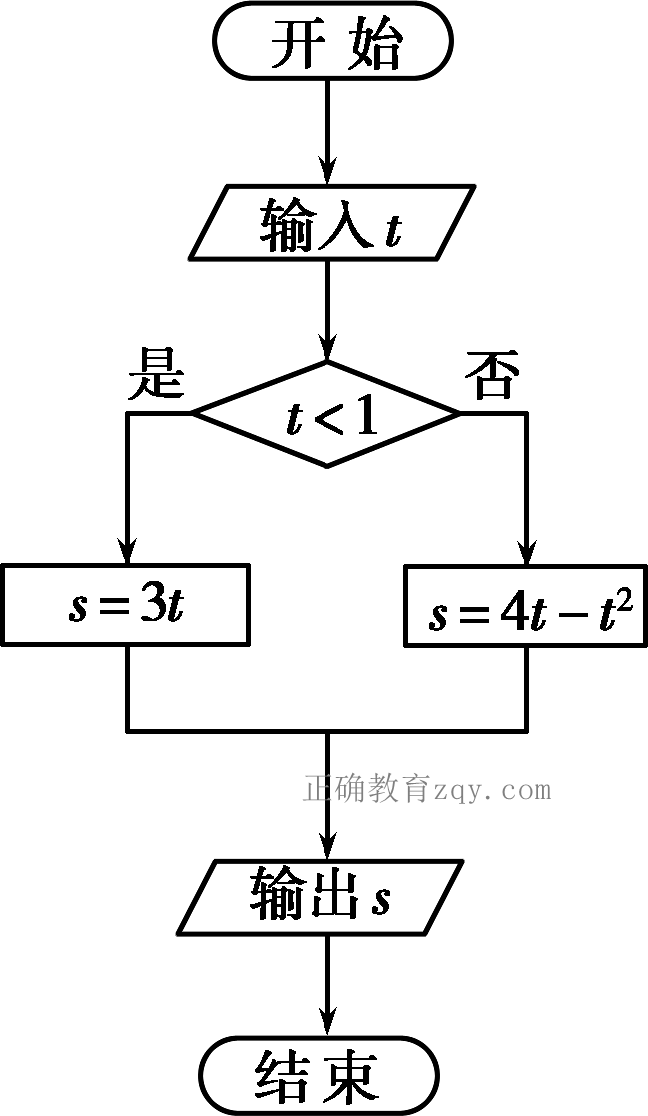 开始
输入 t
是
否
t < 1
s = 3t
s = 4t − t²
正确教育zqy.com
输出 s
结束